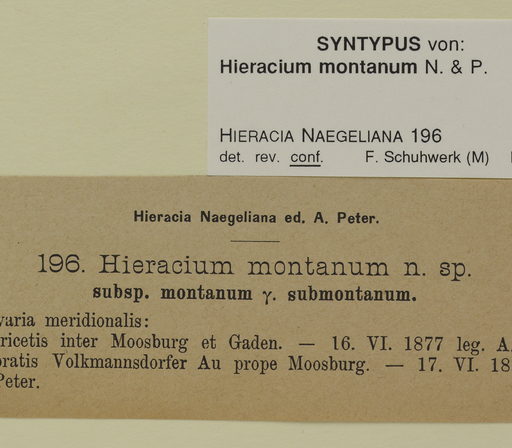 SYNTYPUS von:
Hieracium montanum N. & P.
HIERACIA NAEGELIANA 196
det. rev. conf. F. Schuhwerk (M)
Hieracia Naegeliana ed. A. Peter.
196. Hieracium montanum n. sp.
subsp. montanum γ. submontanum.
varia meridionalis:
ricetis inter Moosburg et Gaden. — 16. VI. 1877 leg. A.
pratis Volkmannsdorfer Au prope Moosburg. — 17. VI. 18
Peter.